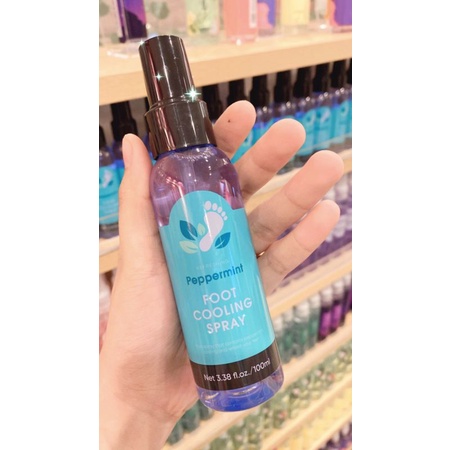 Peppermint
FOOT
COOLING
SPRAY
Net 3.38 fl.oz./100ml